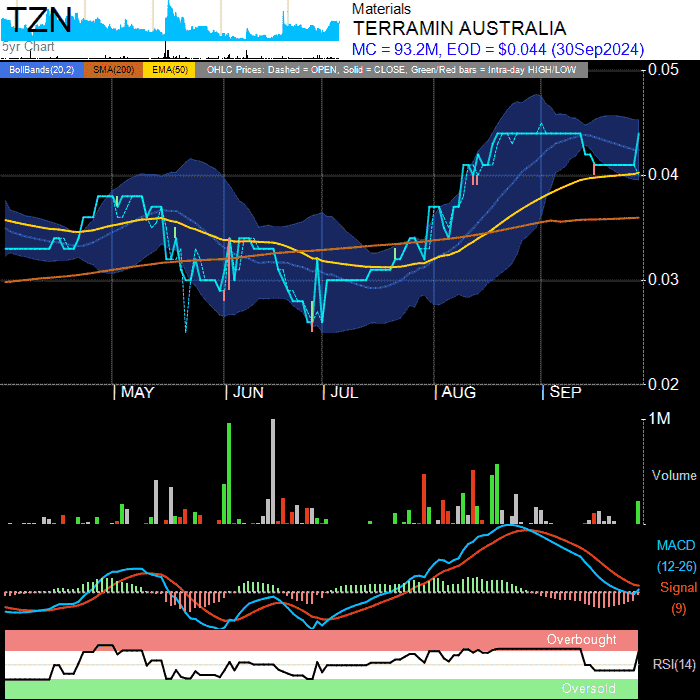 TZN
5yr Chart
Materials
TERRAMIN AUSTRALIA
MC = 93.2M, EOD = $0.044 (30Sep2024)
BollBands(20,2) SMA(200) EMA(50) OHLC Prices: Dashed = OPEN, Solid = CLOSE, Green/Red bars = Intra-day HIGH/LOW
0.05
0.04
0.03
0.02
MAY JUN JUL AUG SEP
1M
Volume
MACD
(12-26)
Signal
(9)
Overbought
RSI(14)
Oversold